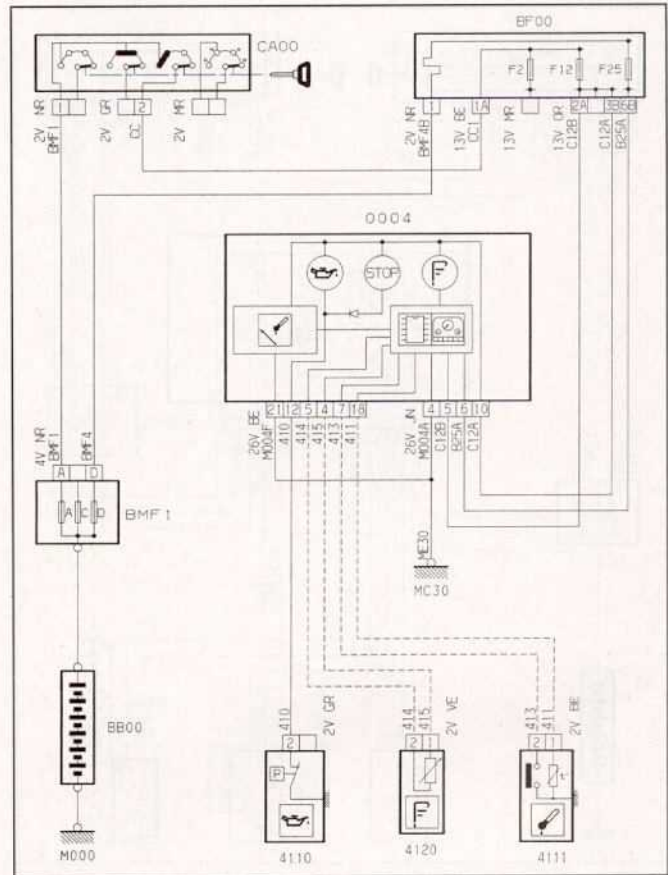 CA00
1
2
2V NR
BMF1
2V GR
CC
2V MR
BF00
F2
F12
F25
1
1A
2A
3B
6B
2V NR
BMF4B
13V BE
CC1
13V MR
13V OR
C12B
C12A
B25A
0004
STOP
21 12 5 4 7 18
26V BE
M004F
410
414
415
413
411
4 5 6 10
26V JN
M004A
C12B
B25A
C12A
4V NR
BMF1
BMF4
A
D
A
C
D
BMF1
ME30
MC30
BB00
M000
410
2
2V GR
P
4110
414
415
2 1
2V VE
4120
413
411
2 1
2V BE
t
4111